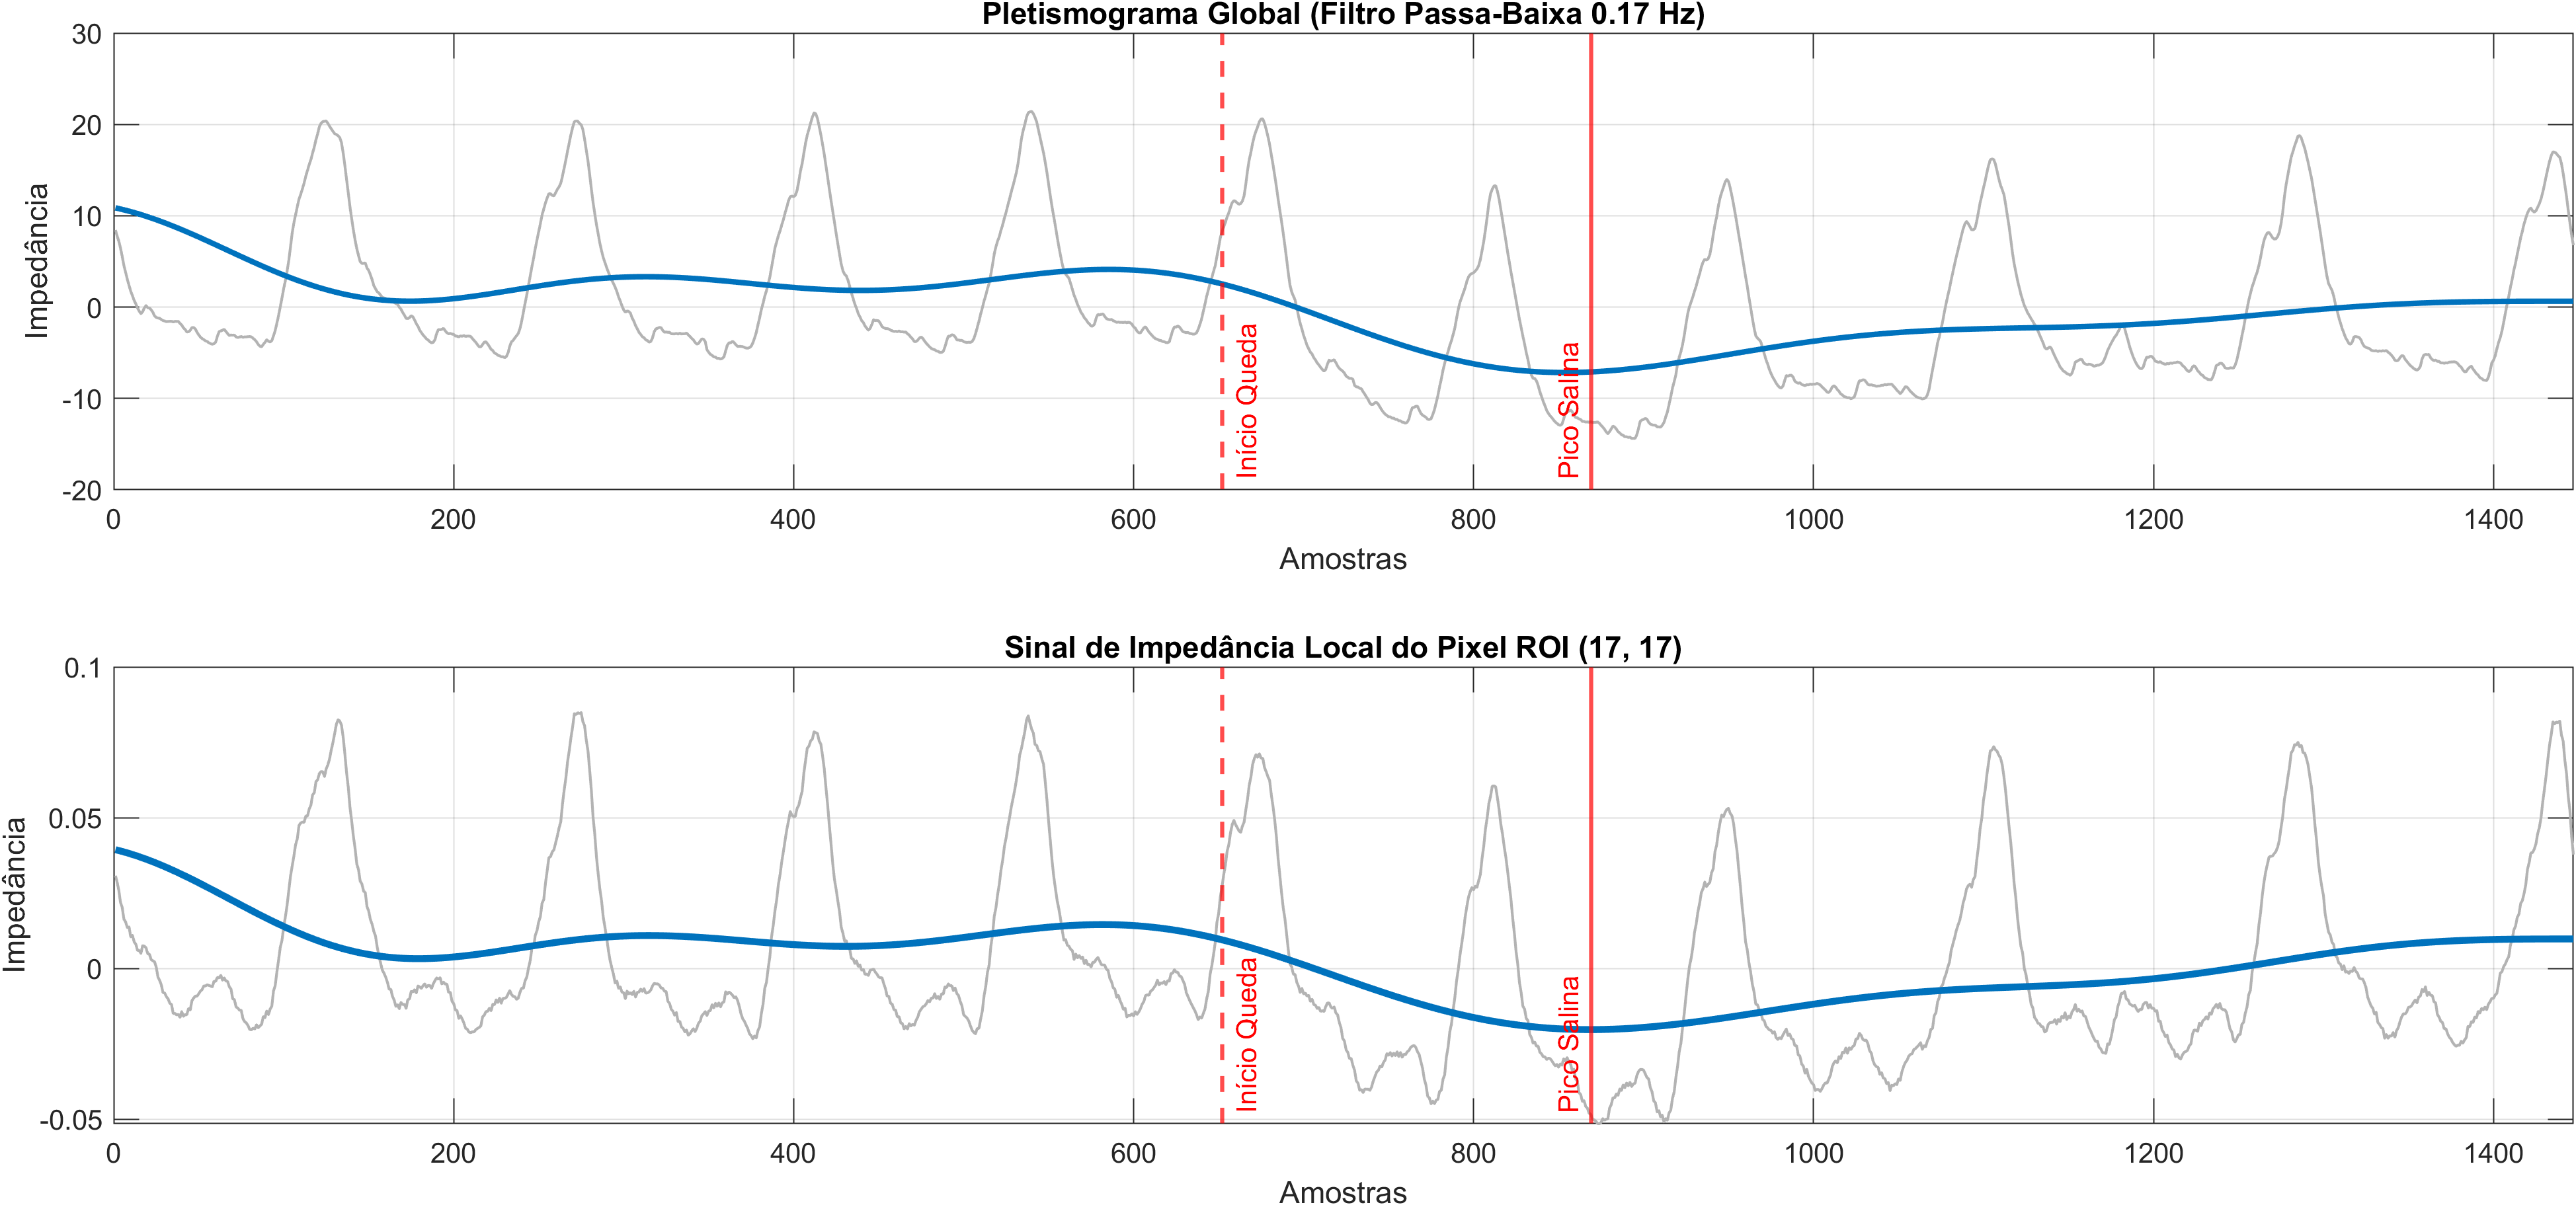 Pletismograma Global (Filtro Passa-Baixa 0.17 Hz)
30
20
10
0
-10
-20
Impedância
Início Queda
Pico Salina
0 200 400 600 800 1000 1200 1400
Amostras
Sinal de Impedância Local do Pixel ROI (17, 17)
0.1
0.05
0
-0.05
Impedância
Início Queda
Pico Salina
0 200 400 600 800 1000 1200 1400
Amostras